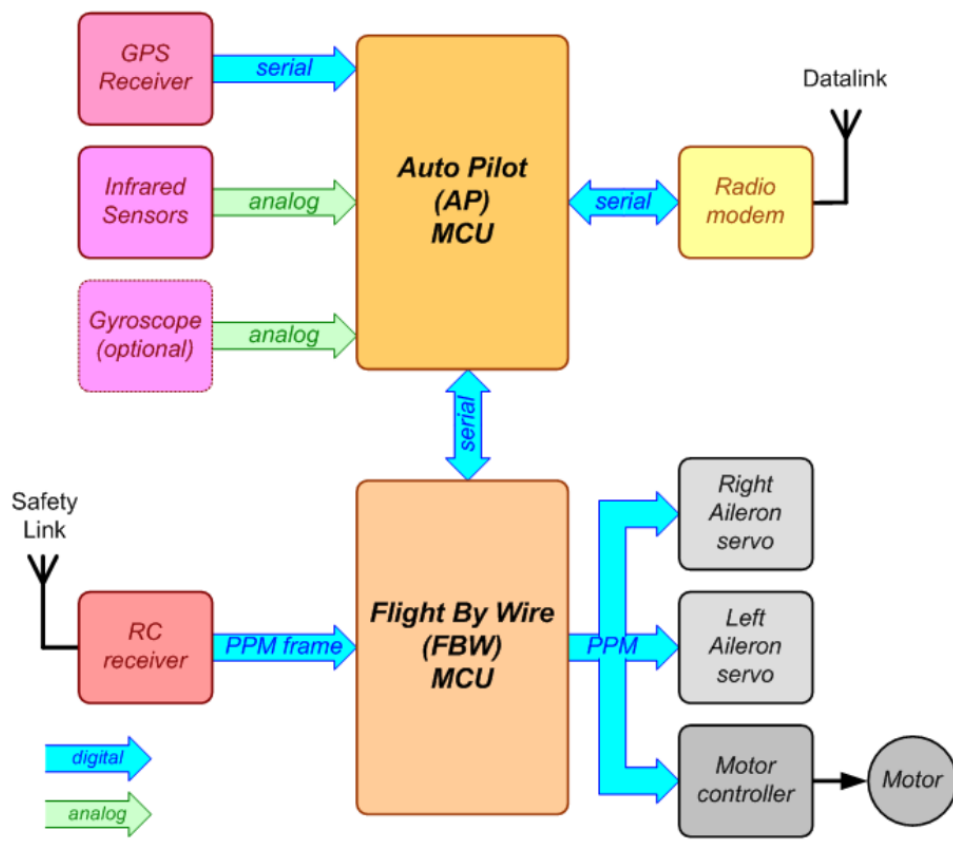 GPS
Receiver
serial
Infrared
Sensors
analog
Gyroscope
(optional)
analog
Auto Pilot
(AP)
MCU
serial
Radio
modem
Datalink
serial
Safety
Link
RC
receiver
PPM frame
Flight By Wire
(FBW)
MCU
PPM
Right
Aileron
servo
Left
Aileron
servo
Motor
controller
Motor
digital
analog